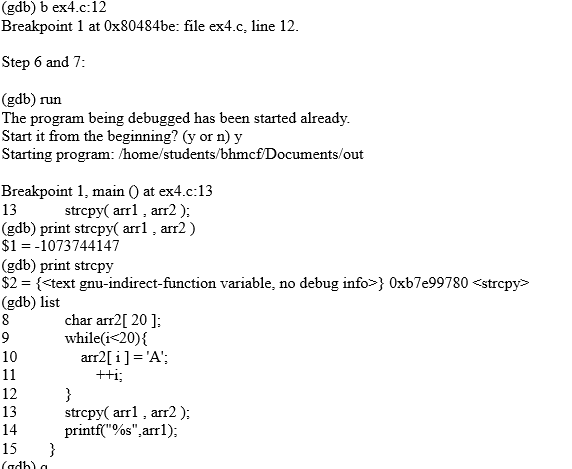 (gdb) b ex4.c:12
Breakpoint 1 at 0x80484be: file ex4.c, line 12.
Step 6 and 7:
(gdb) run
The program being debugged has been started already.
Start it from the beginning? (y or n) y
Starting program: /home/students/bhmcf/Documents/out
Breakpoint 1, main () at ex4.c:13
13 strcpy( arr1 , arr2 );
(gdb) print strcpy( arr1 , arr2 )
$1 = -1073744147
(gdb) print strcpy
$2 = {<text gnu-indirect-function variable, no debug info>} 0xb7e99780 <strcpy>
(gdb) list
8 char arr2[ 20 ];
9 while(i<20){
10 arr2[ i ] = 'A';
11 ++i;
12 }
13 strcpy( arr1 , arr2 );
14 printf("%s",arr1);
15 }
(gdb) q